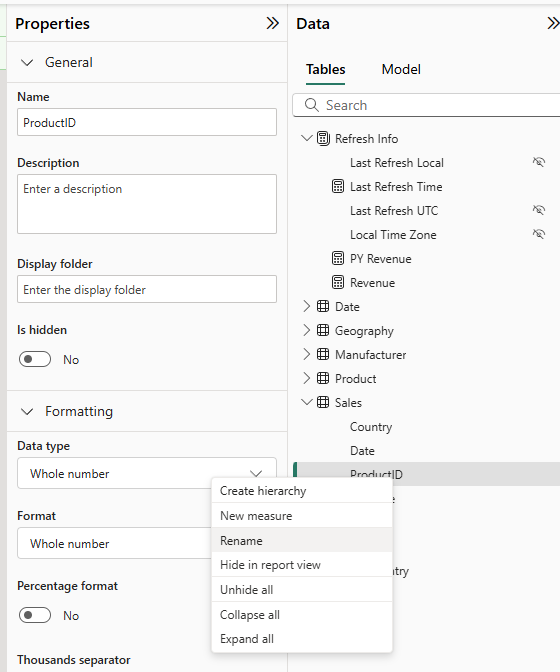 Properties
General
Name
ProductID
Description
Enter a description
Display folder
Enter the display folder
Is hidden
No
Formatting
Data type
Whole number
Format
Whole number
Percentage format
No
Thousands separator
Data
Tables
Model
Search
Refresh Info
Last Refresh Local
Last Refresh Time
Last Refresh UTC
Local Time Zone
PY Revenue
Revenue
Date
Geography
Manufacturer
Product
Sales
Country
Date
ProductID
Create hierarchy
New measure
Rename
Hide in report view
Unhide all
Collapse all
Expand all